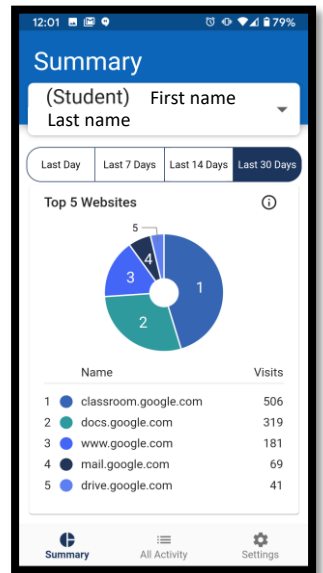 12:01 79%
Summary
(Student) First name
Last name
Last Day Last 7 Days Last 14 Days Last 30 Days
Top 5 Websites
5
4
3
1
2
Name Visits
1 classroom.google.com 506
2 docs.google.com 319
3 www.google.com 181
4 mail.google.com 69
5 drive.google.com 41
Summary All Activity Settings